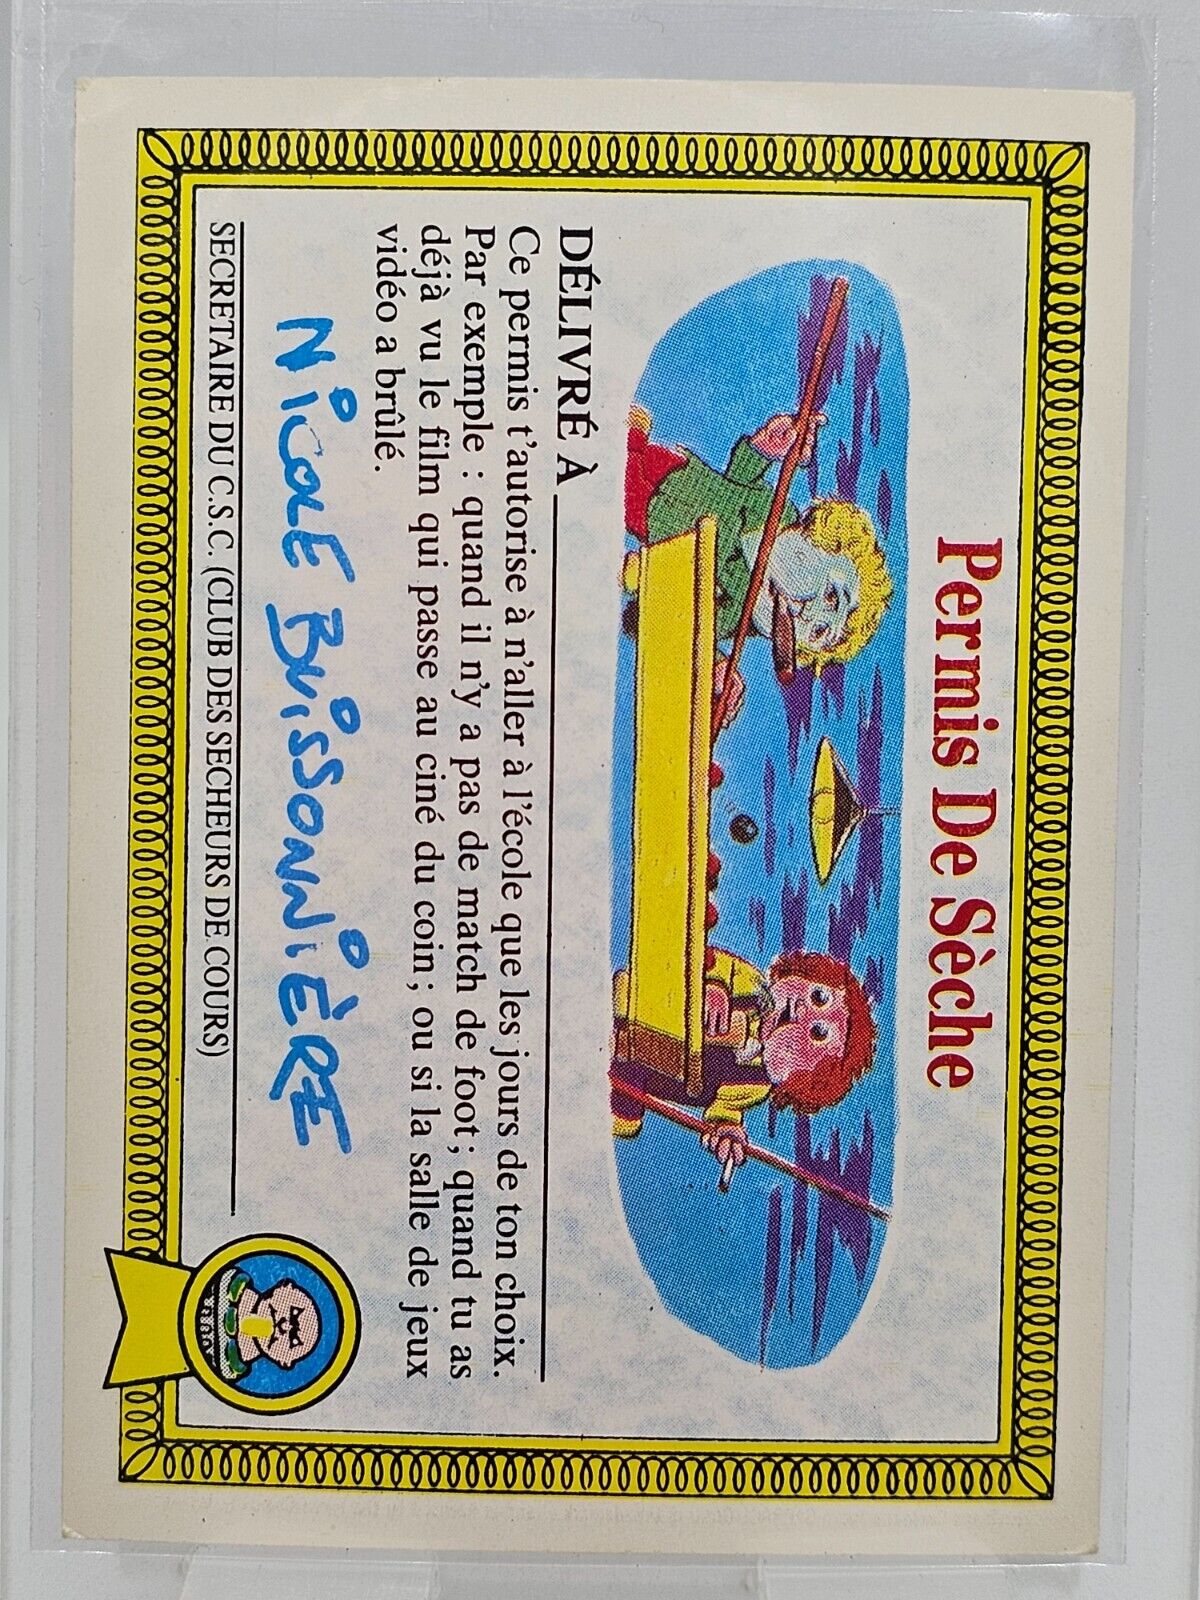 Permis De Sèche
DÉLIVRÉ À
Ce permis t'autorise à n'aller à l'école que les jours de ton choix.
Par exemple : quand il n'y a pas de match de foot ; quand tu as
déjà vu le film qui passe au ciné du coin ; ou si la salle de jeux
vidéo a brûlé.
NicOLE BUiSSONNiÈRE
SECRETAIRE DU C.S.C. (CLUB DES SECHEURS DE COURS)